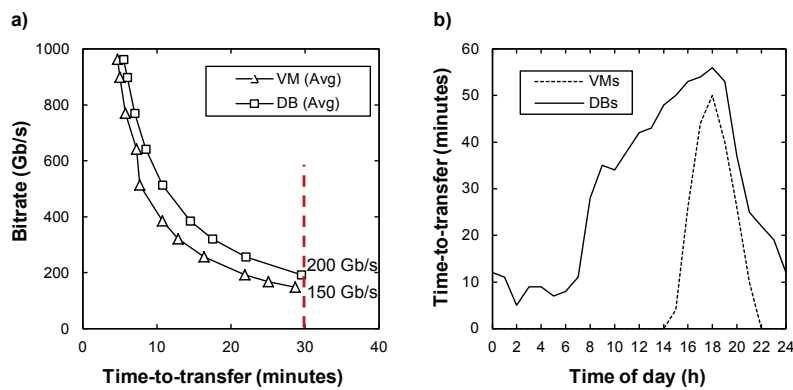 a)
Bitrate (Gb/s)
1000
800
600
400
200
0
VM (Avg)
DB (Avg)
200 Gb/s
150 Gb/s
0 10 20 30 40
Time-to-transfer (minutes)
b)
Time-to-transfer (minutes)
60
50
40
30
20
10
0
VMs
DBs
0 2 4 6 8 10 12 14 16 18 20 22 24
Time of day (h)